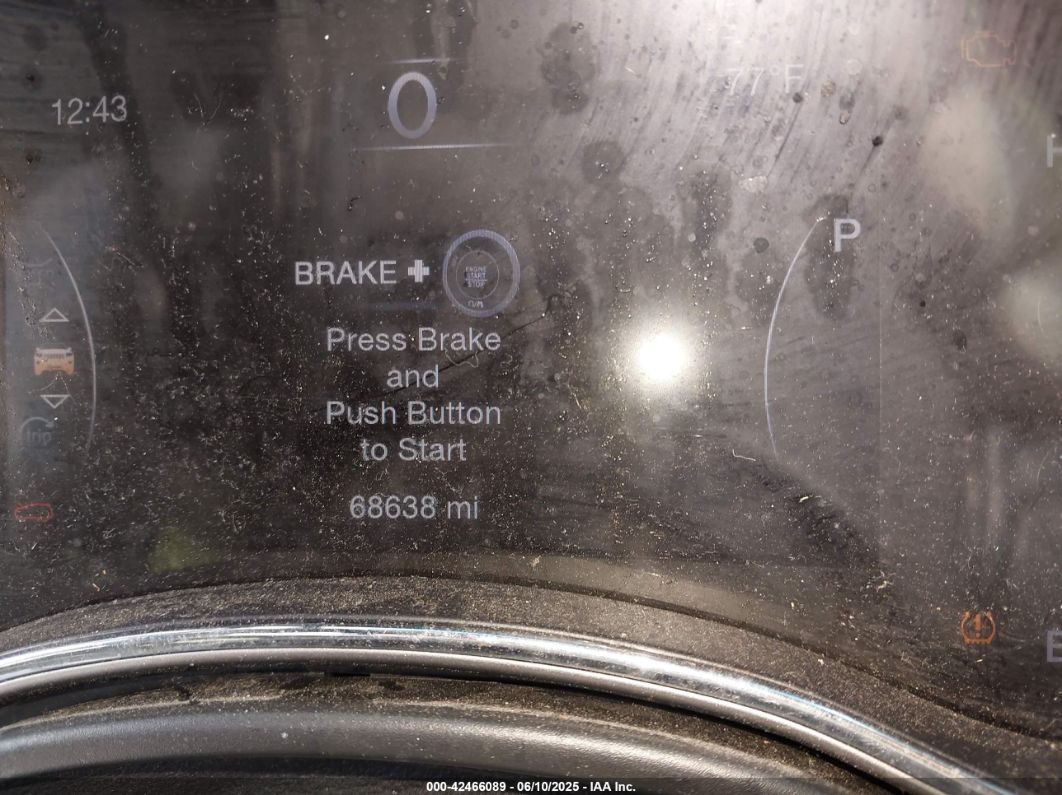 12:43
0
77°F
H
P
BRAKE +
ENGINE
START
STOP
RUN
Press Brake
and
Push Button
to Start
68638 mi
E
000-42466089 - 06/10/2025 - IAA Inc.